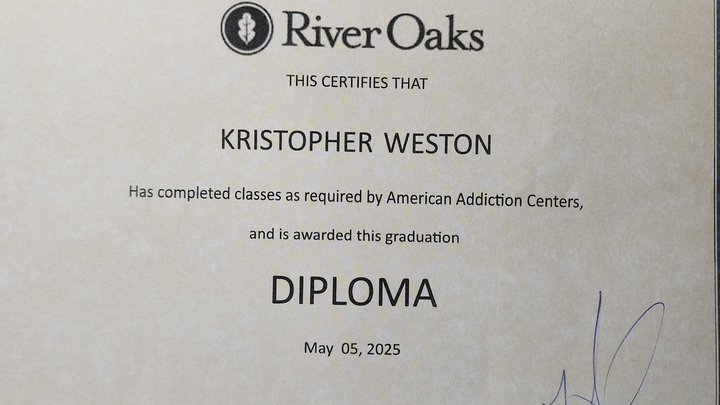 River Oaks
THIS CERTIFIES THAT
KRISTOPHER WESTON
Has completed classes as required by American Addiction Centers,
and is awarded this graduation
DIPLOMA
May 05, 2025